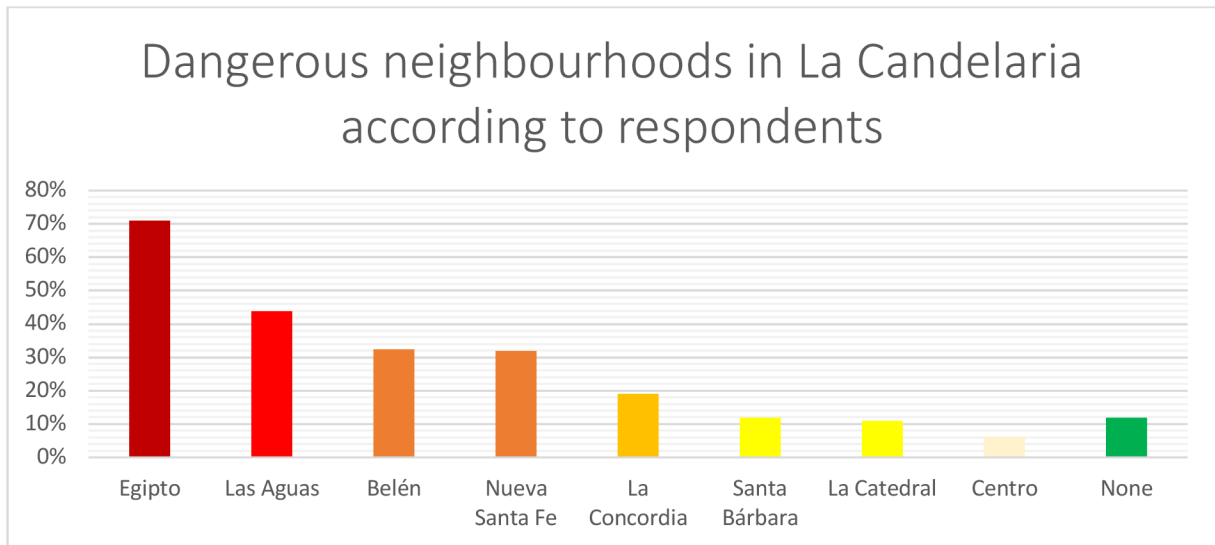 Dangerous neighbourhoods in La Candelaria
according to respondents
80%
70%
60%
50%
40%
30%
20%
10%
0%
Egipto
Las Aguas
Belén
Nueva
Santa Fe
La
Concordia
Santa
Bárbara
La Catedral
Centro
None